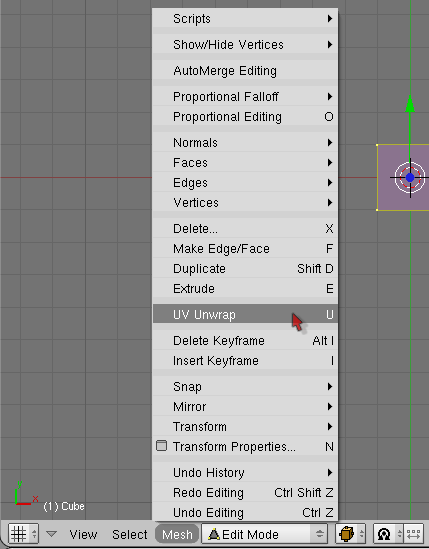 Scripts
Show/Hide Vertices
AutoMerge Editing
Proportional Falloff
Proportional Editing O
Normals
Faces
Edges
Vertices
Delete... X
Make Edge/Face F
Duplicate Shift D
Extrude E
UV Unwrap U
Delete Keyframe Alt I
Insert Keyframe I
Snap
Mirror
Transform
Transform Properties... N
Undo History
Redo Editing Ctrl Shift Z
Undo Editing Ctrl Z
Y
X
(1) Cube
View Select Mesh Edit Mode